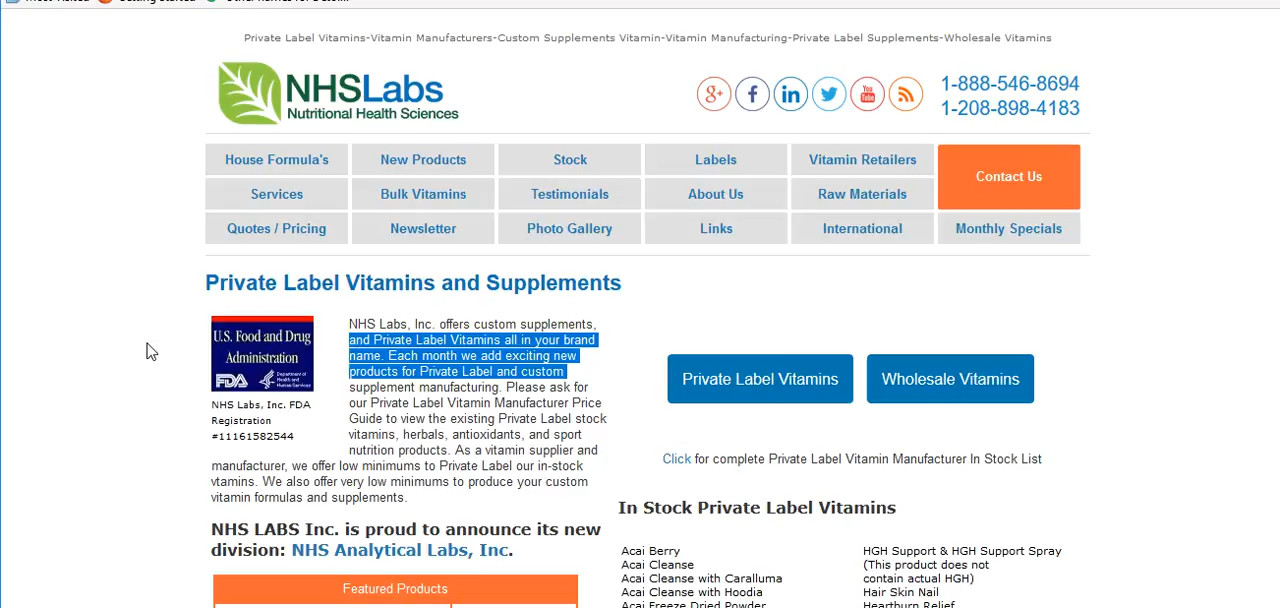 Private Label Vitamins-Vitamin Manufacturers-Custom Supplements Vitamin-Vitamin Manufacturing-Private Label Supplements-Wholesale Vitamins
NHSLabs
Nutritional Health Sciences
1-888-546-8694
1-208-898-4183
House Formula's New Products Stock Labels Vitamin Retailers Contact Us
Services Bulk Vitamins Testimonials About Us Raw Materials
Quotes / Pricing Newsletter Photo Gallery Links International Monthly Specials
Private Label Vitamins and Supplements
U.S. Food and Drug
Administration
FDA
NHS Labs, Inc. FDA
Registration
#11161582544
NHS Labs, Inc. offers custom supplements,
and Private Label Vitamins all in your brand
name. Each month we add exciting new
products for Private Label and custom
supplement manufacturing. Please ask for
our Private Label Vitamin Manufacturer Price
Guide to view the existing Private Label stock
vitamins, herbals, antioxidants, and sport
nutrition products. As a vitamin supplier and
manufacturer, we offer low minimums to Private Label our in-stock
vtamins. We also offer very low minimums to produce your custom
vitamin formulas and supplements.
NHS LABS Inc. is proud to announce its new
division: NHS Analytical Labs, Inc.
Featured Products
Private Label Vitamins Wholesale Vitamins
Click for complete Private Label Vitamin Manufacturer In Stock List
In Stock Private Label Vitamins
Acai Berry
Acai Cleanse
Acai Cleanse with Caralluma
Acai Cleanse with Hoodia
Acai Freeze Dried Powder
HGH Support & HGH Support Spray
(This product does not
contain actual HGH)
Hair Skin Nail
Heartburn Relief